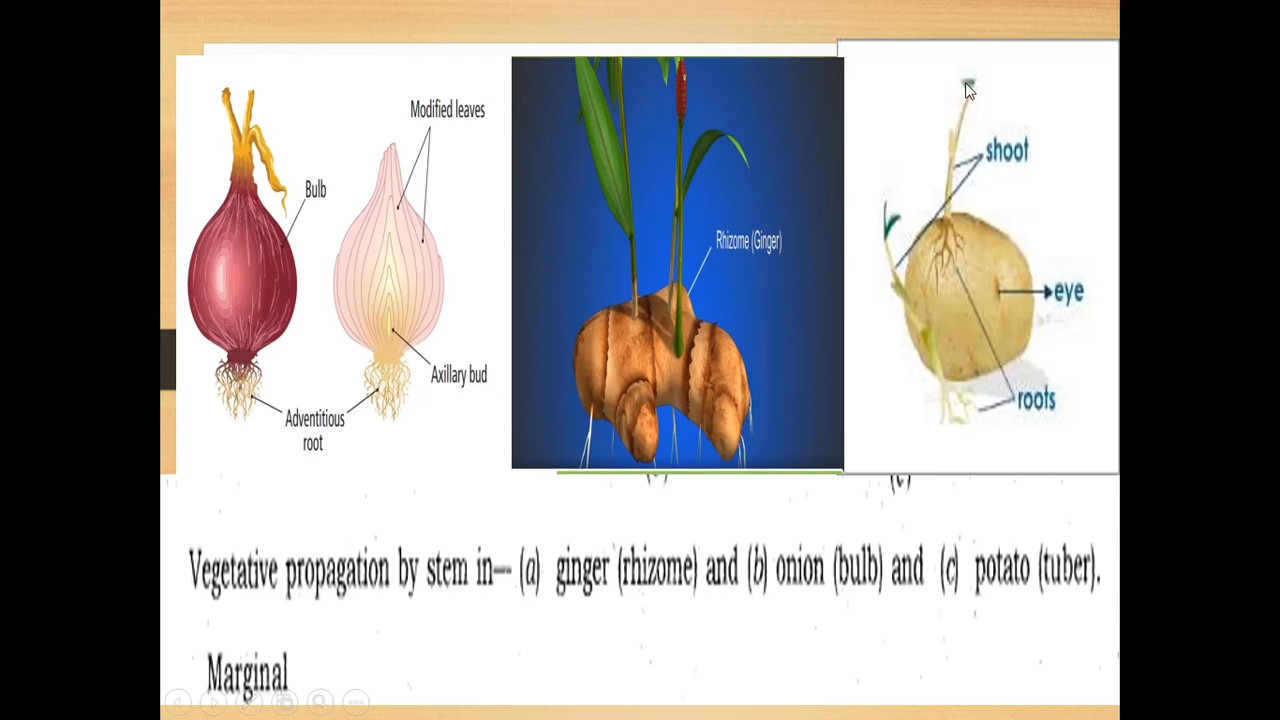 Modified leaves
Bulb
Axillary bud
Adventitious
root
Rhizome (Ginger)
shoot
eye
roots
Vegetative propagation by stem in— (a) ginger (rhizome) and (b) onion (bulb) and (c) potato (tuber).
Marginal